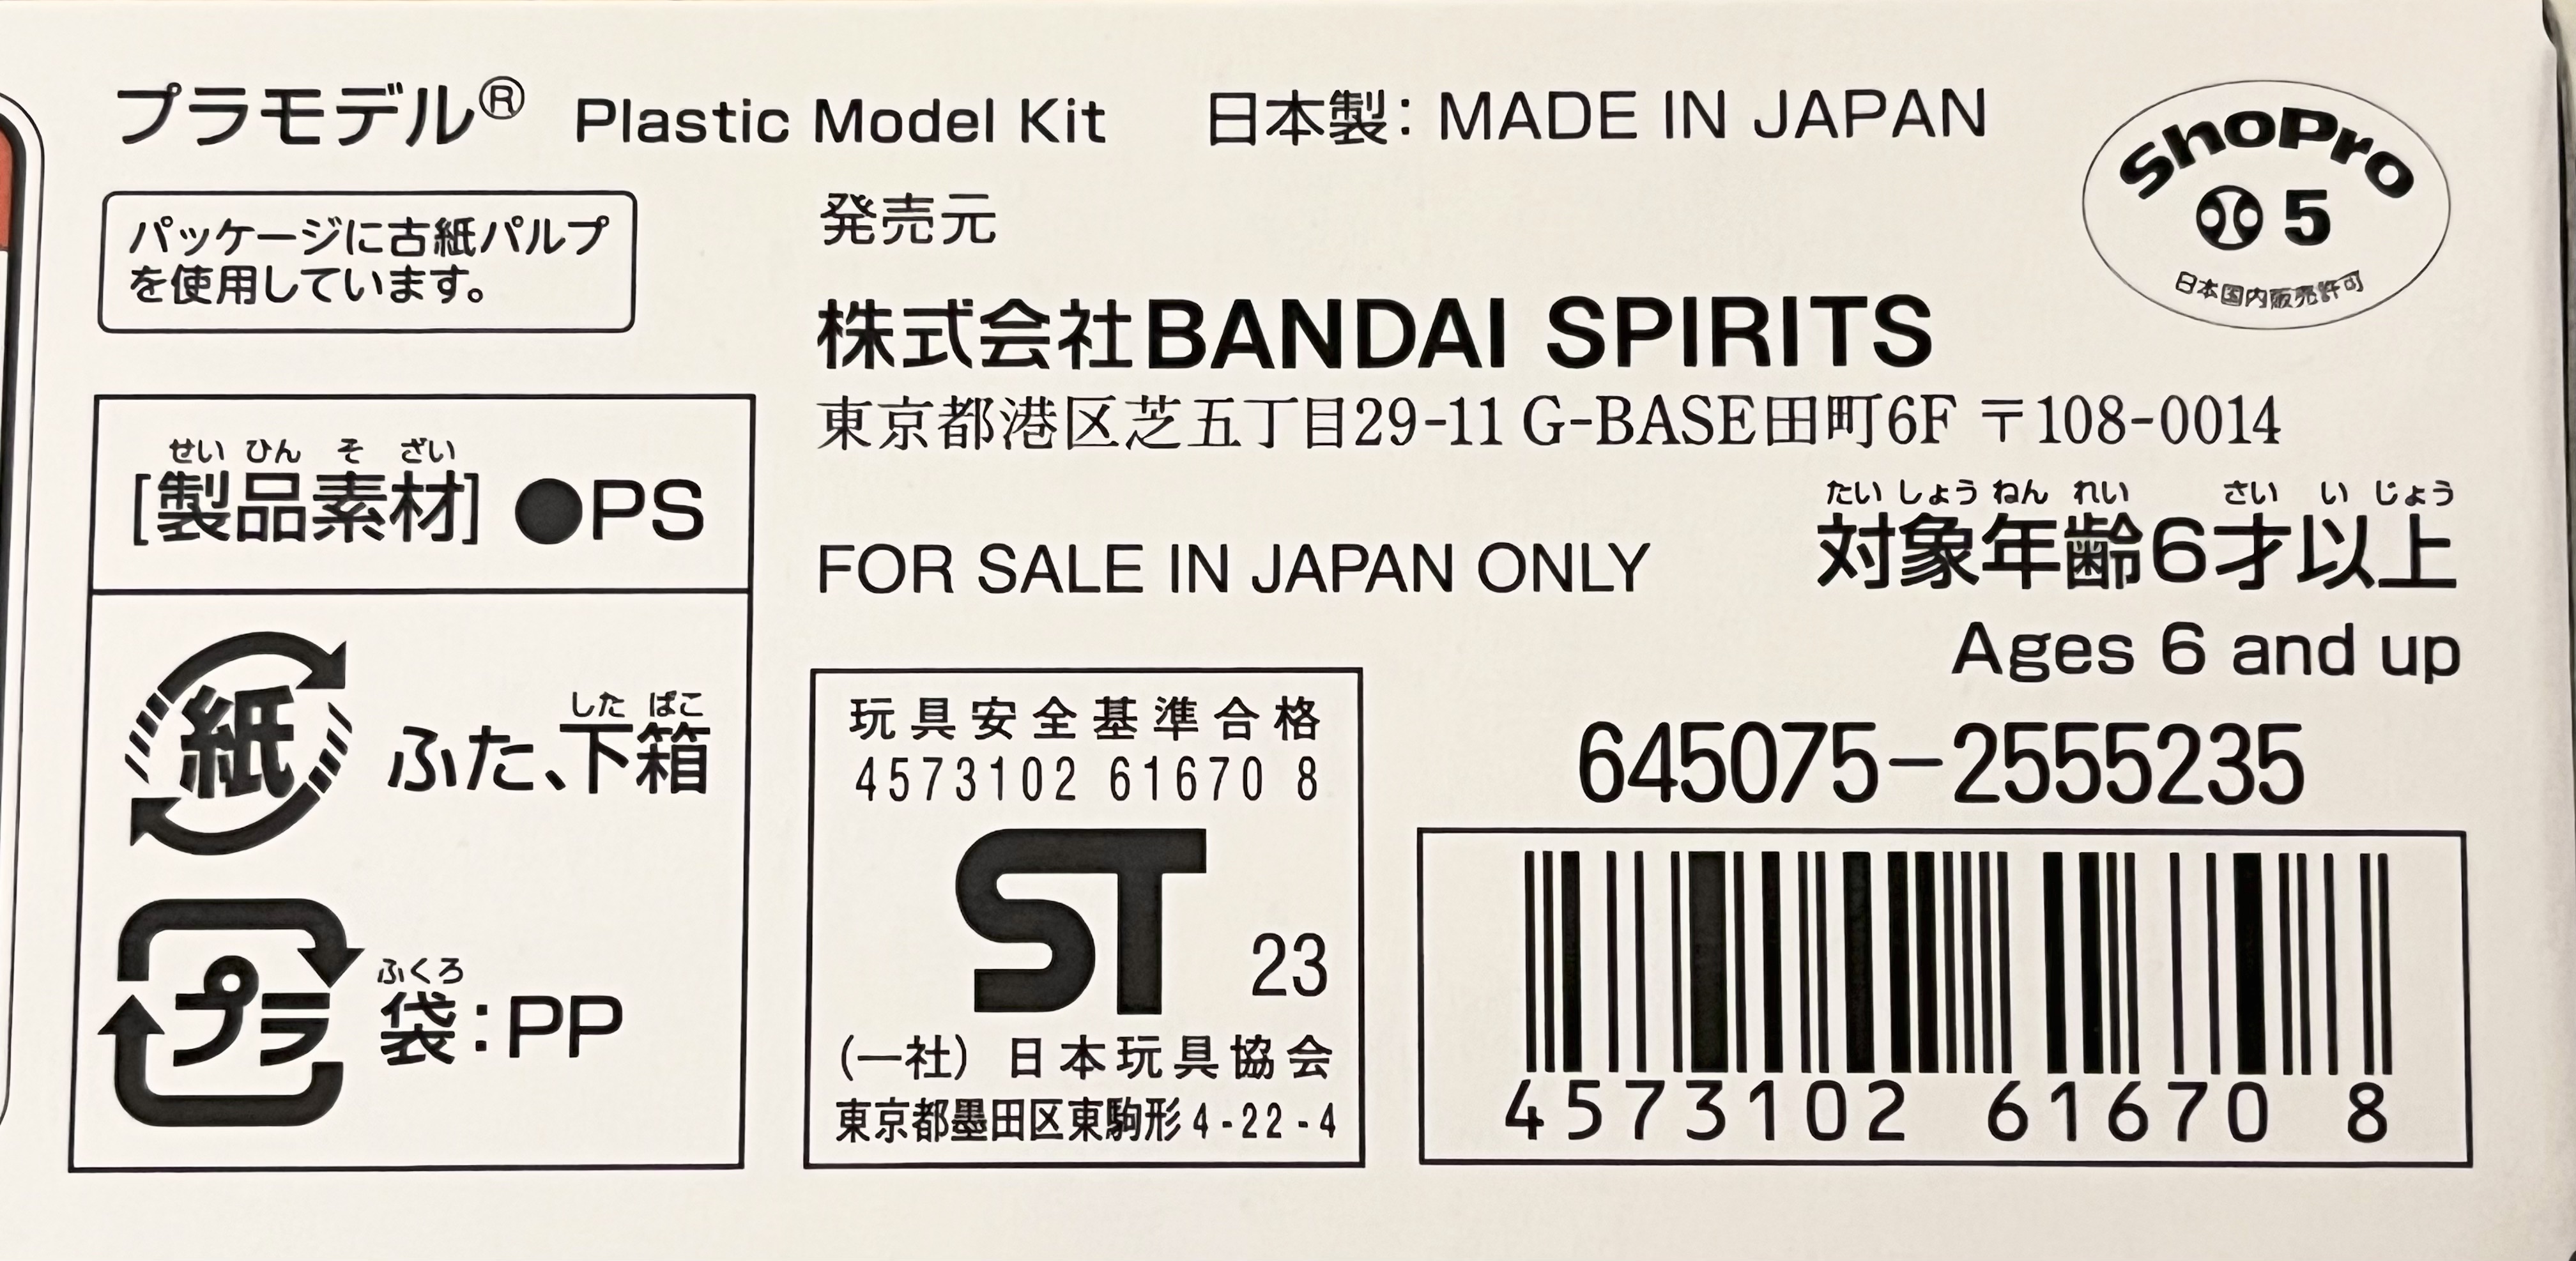 プラモデル® Plastic Model Kit 日本製：MADE IN JAPAN
パッケージに古紙パルプ
を使用しています。
せい ひん そ ざい
[製品素材] ●PS
紙
した ばこ
ふた、下箱
プラ
ふくろ
袋：PP
発売元
株式会社BANDAI SPIRITS
東京都港区芝五丁目29-11 G-BASE田町6F 〒108-0014
FOR SALE IN JAPAN ONLY
玩具安全基準合格
4573102 61670 8
ST 23
(一社) 日本玩具協会
東京都墨田区東駒形4-22-4
ShoPro
5
日本国内販売許可
たい しょう ねん れい さい い じょう
対象年齢6才以上
Ages 6 and up
645075-2555235
4573102 61670 8